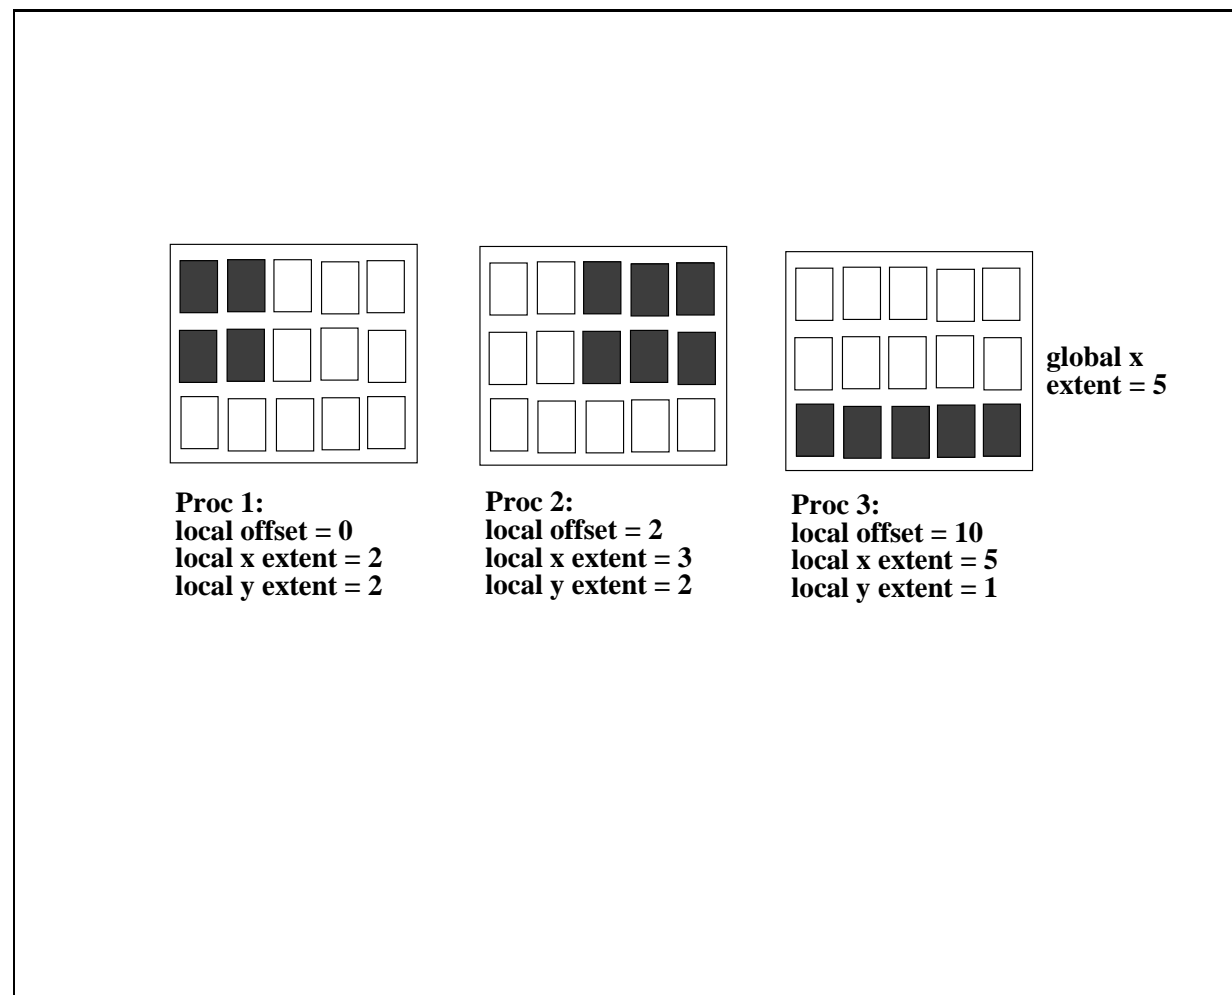 global x
extent = 5
Proc 1:
local offset = 0
local x extent = 2
local y extent = 2
Proc 2:
local offset = 2
local x extent = 3
local y extent = 2
Proc 3:
local offset = 10
local x extent = 5
local y extent = 1